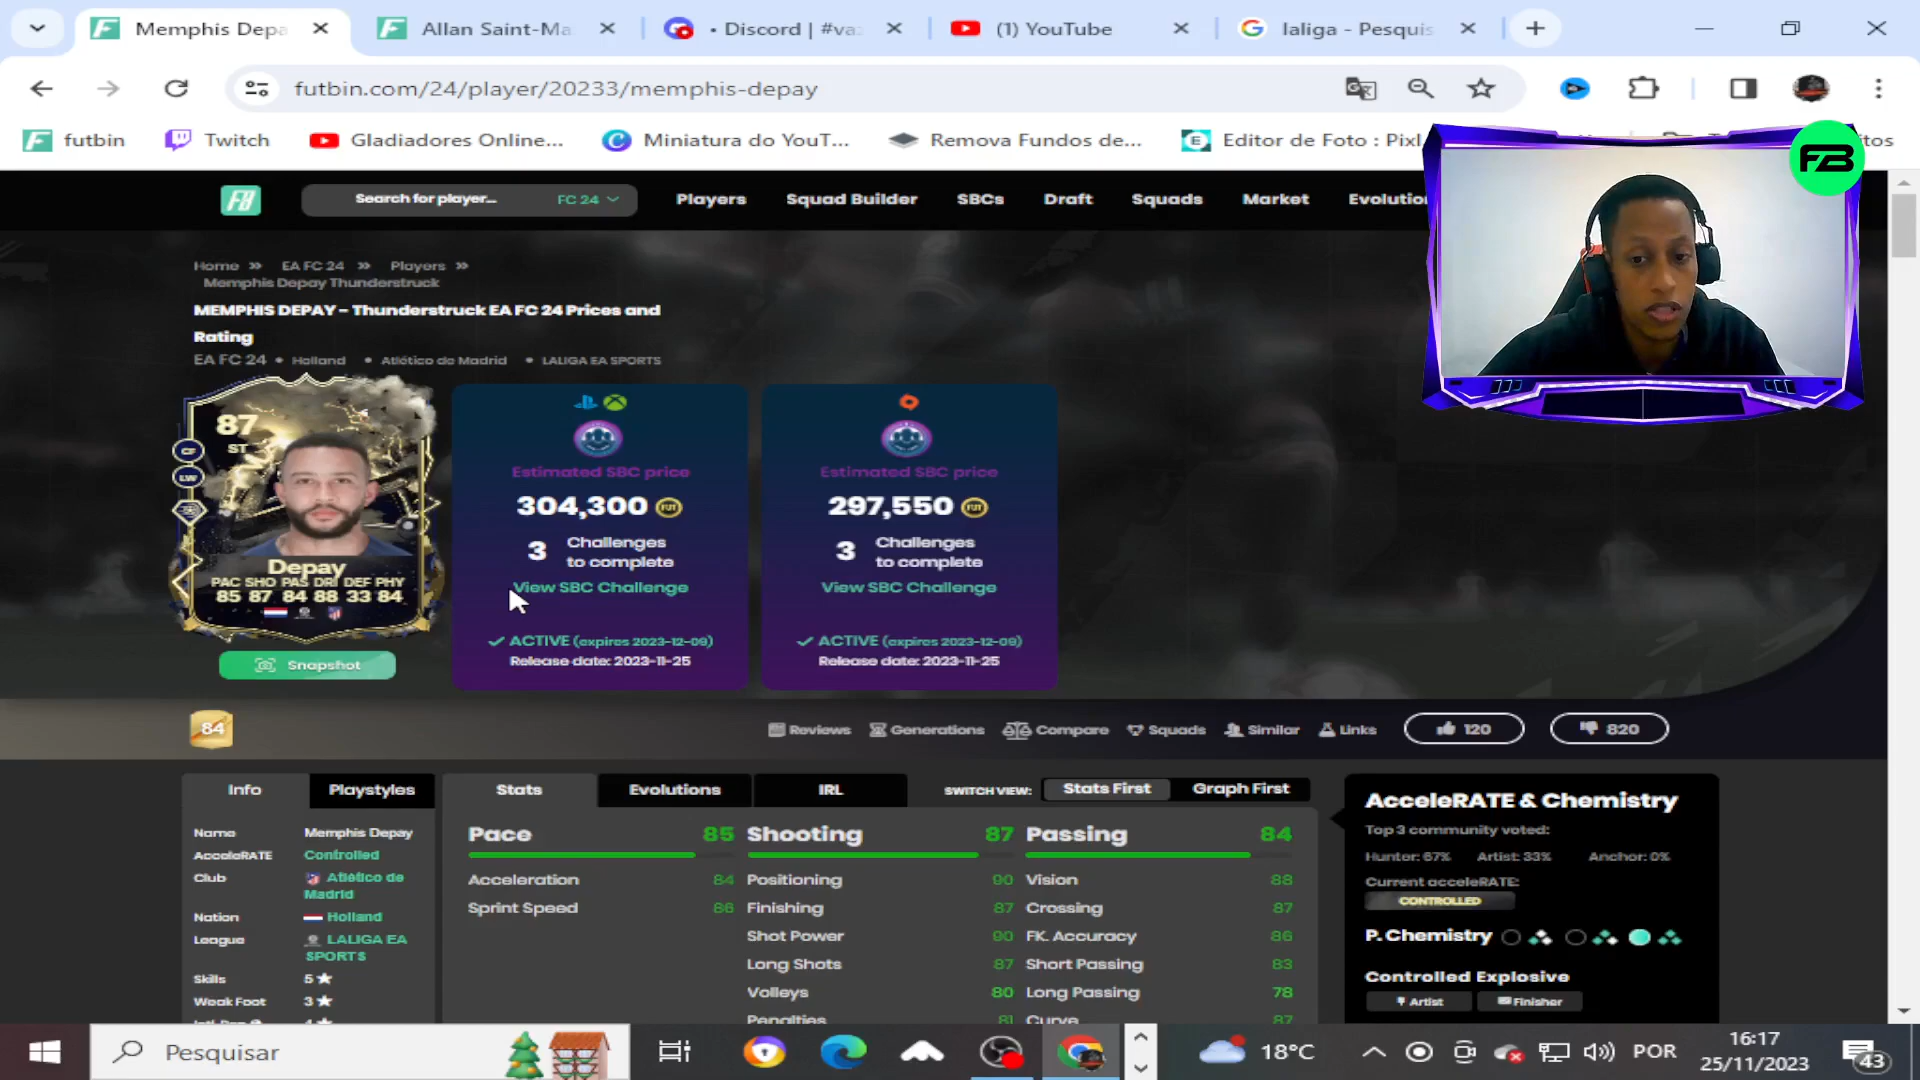 Memphis Depa
Allan Saint-Ma
• Discord | #va
(1) YouTube
laliga - Pesquis
futbin.com/24/player/20233/memphis-depay
futbin
Twitch
Gladiadores Online...
Miniatura do YouT...
Remova Fundos de...
Editor de Foto : Pixl
Search for player...
FC 24
Players
Squad Builder
SBCs
Draft
Squads
Market
Evolution
Home » EA FC 24 » Players »
Memphis Depay Thunderstruck
MEMPHIS DEPAY - Thunderstruck EA FC 24 Prices and
Rating
EA FC 24 • Holland • Atlético de Madrid • LALIGA EA SPORTS
87
ST
CF
LW
Depay
PAC SHO PAS DRI DEF PHY
85 87 84 88 33 84
Snapshot
Estimated SBC price
304,300
3 Challenges
to complete
View SBC Challenge
ACTIVE (expires 2023-12-09)
Release date: 2023-11-25
Estimated SBC price
297,550
3 Challenges
to complete
View SBC Challenge
ACTIVE (expires 2023-12-09)
Release date: 2023-11-25
84
Reviews
Generations
Compare
Squads
Similar
Links
120
820
Info
Playstyles
Stats
Evolutions
IRL
SWITCH VIEW:
Stats First
Graph First
Name Memphis Depay
AcceleRATE Controlled
Club Atlético de
Madrid
Nation Holland
League LALIGA EA
SPORTS
Skills 5
Weak Foot 3
Pace 85
Acceleration 84
Sprint Speed 86
Shooting 87
Positioning 90
Finishing 87
Shot Power 90
Long Shots 87
Volleys 80
Penalties 81
Passing 84
Vision 88
Crossing 87
FK. Accuracy 86
Short Passing 83
Long Passing 78
Curve 87
AcceleRATE & Chemistry
Top 3 community voted:
Hunter: 67% Artist: 33% Anchor: 0%
Current acceleRATE:
CONTROLLED
P. Chemistry
Controlled Explosive
Artist
Finisher
Pesquisar
18°C
POR
16:17
25/11/2023
43